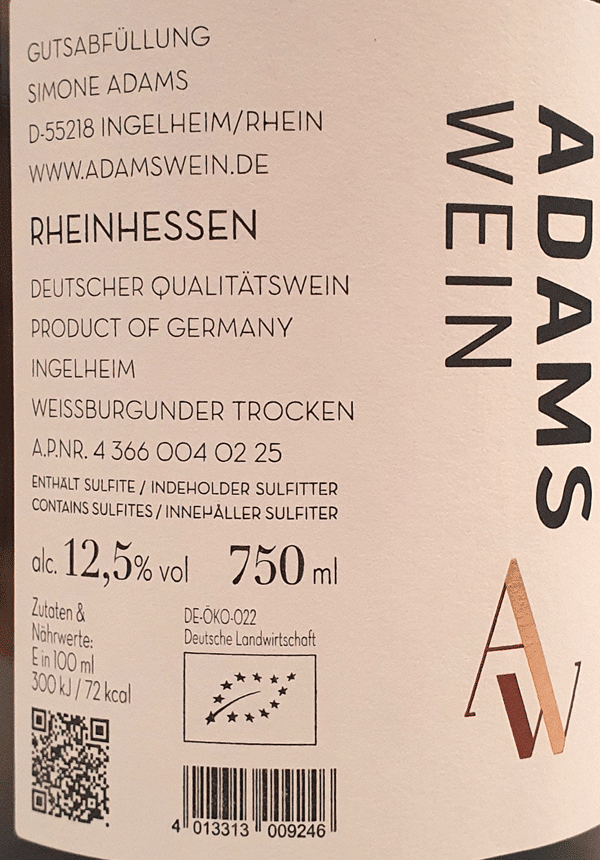 GUTSABFÜLLUNG
SIMONE ADAMS
D-55218 INGELHEIM/RHEIN
WWW.ADAMSWEIN.DE
RHEINHESSEN
DEUTSCHER QUALITÄTSWEIN
PRODUCT OF GERMANY
INGELHEIM
WEISSBURGUNDER TROCKEN
A.P.NR. 4 366 004 02 25
ENTHÄLT SULFITE / INDEHOLDER SULFITTER
CONTAINS SULFITES / INNEHÅLLER SULFITER
alc. 12,5% vol 750 ml
Zutaten &
Nährwerte:
E in 100 ml
300 kJ / 72 kcal
DE-ÖKO-022
Deutsche Landwirtschaft
4 013313 009246
ADAMS
WEIN
AW